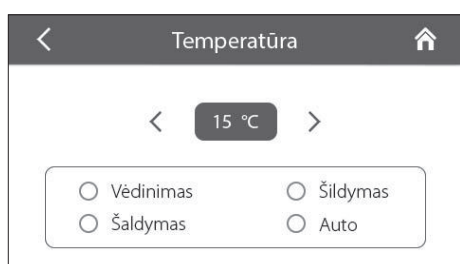 Temperatūra
15 °C
Vėdinimas
Šildymas
Šaldymas
Auto